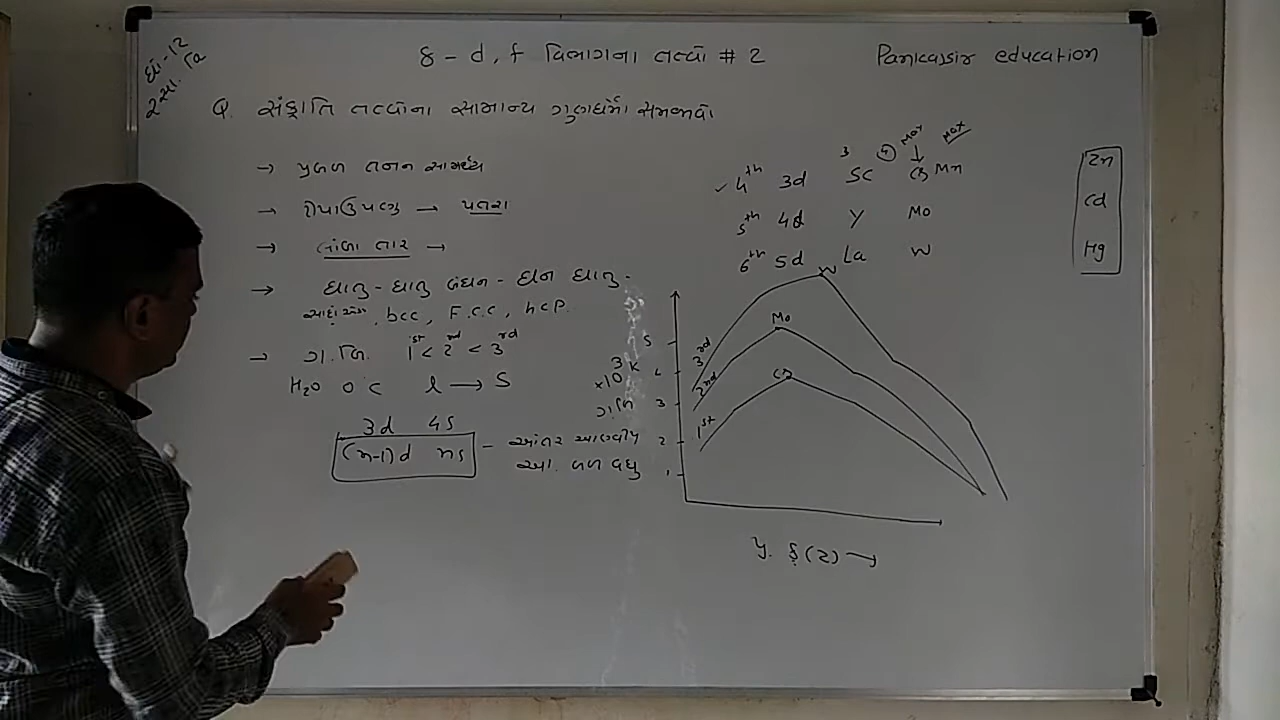 ધો-12
રસા. વિ
8 - d, f વિભાગના તત્વો # 2
Pankajsir education
Q. સંક્રાંતિ તત્વોના સામાન્ય ગુણધર્મો સમજાવો
→ પ્રબળ તનન સામર્થ્ય
→ ટીપાઉપણું → પતરા
→ તાંતણા તાર →
→ ધાતુ - ધાતુ બંધન - ઘન ધાતુ -
bcc, F.C.C, hcp.
→ ગ. બિં. 1st < 2nd < 3rd
H₂O 0°C l → S
3d 4s
(n-1)d ns - આંતર આણ્વીય
આ. બળ વધુ
3 4 Max Max
✓ 4th 3d Sc Cr Mn
5th 4d Y Mo
6th 5d La W
Zn
Cd
Hg
W
Mo
Cr
3rd
2nd
1st
5
4
3
2
1
×10³ K
ગ.બિં
પ. ક્ર(Z) →